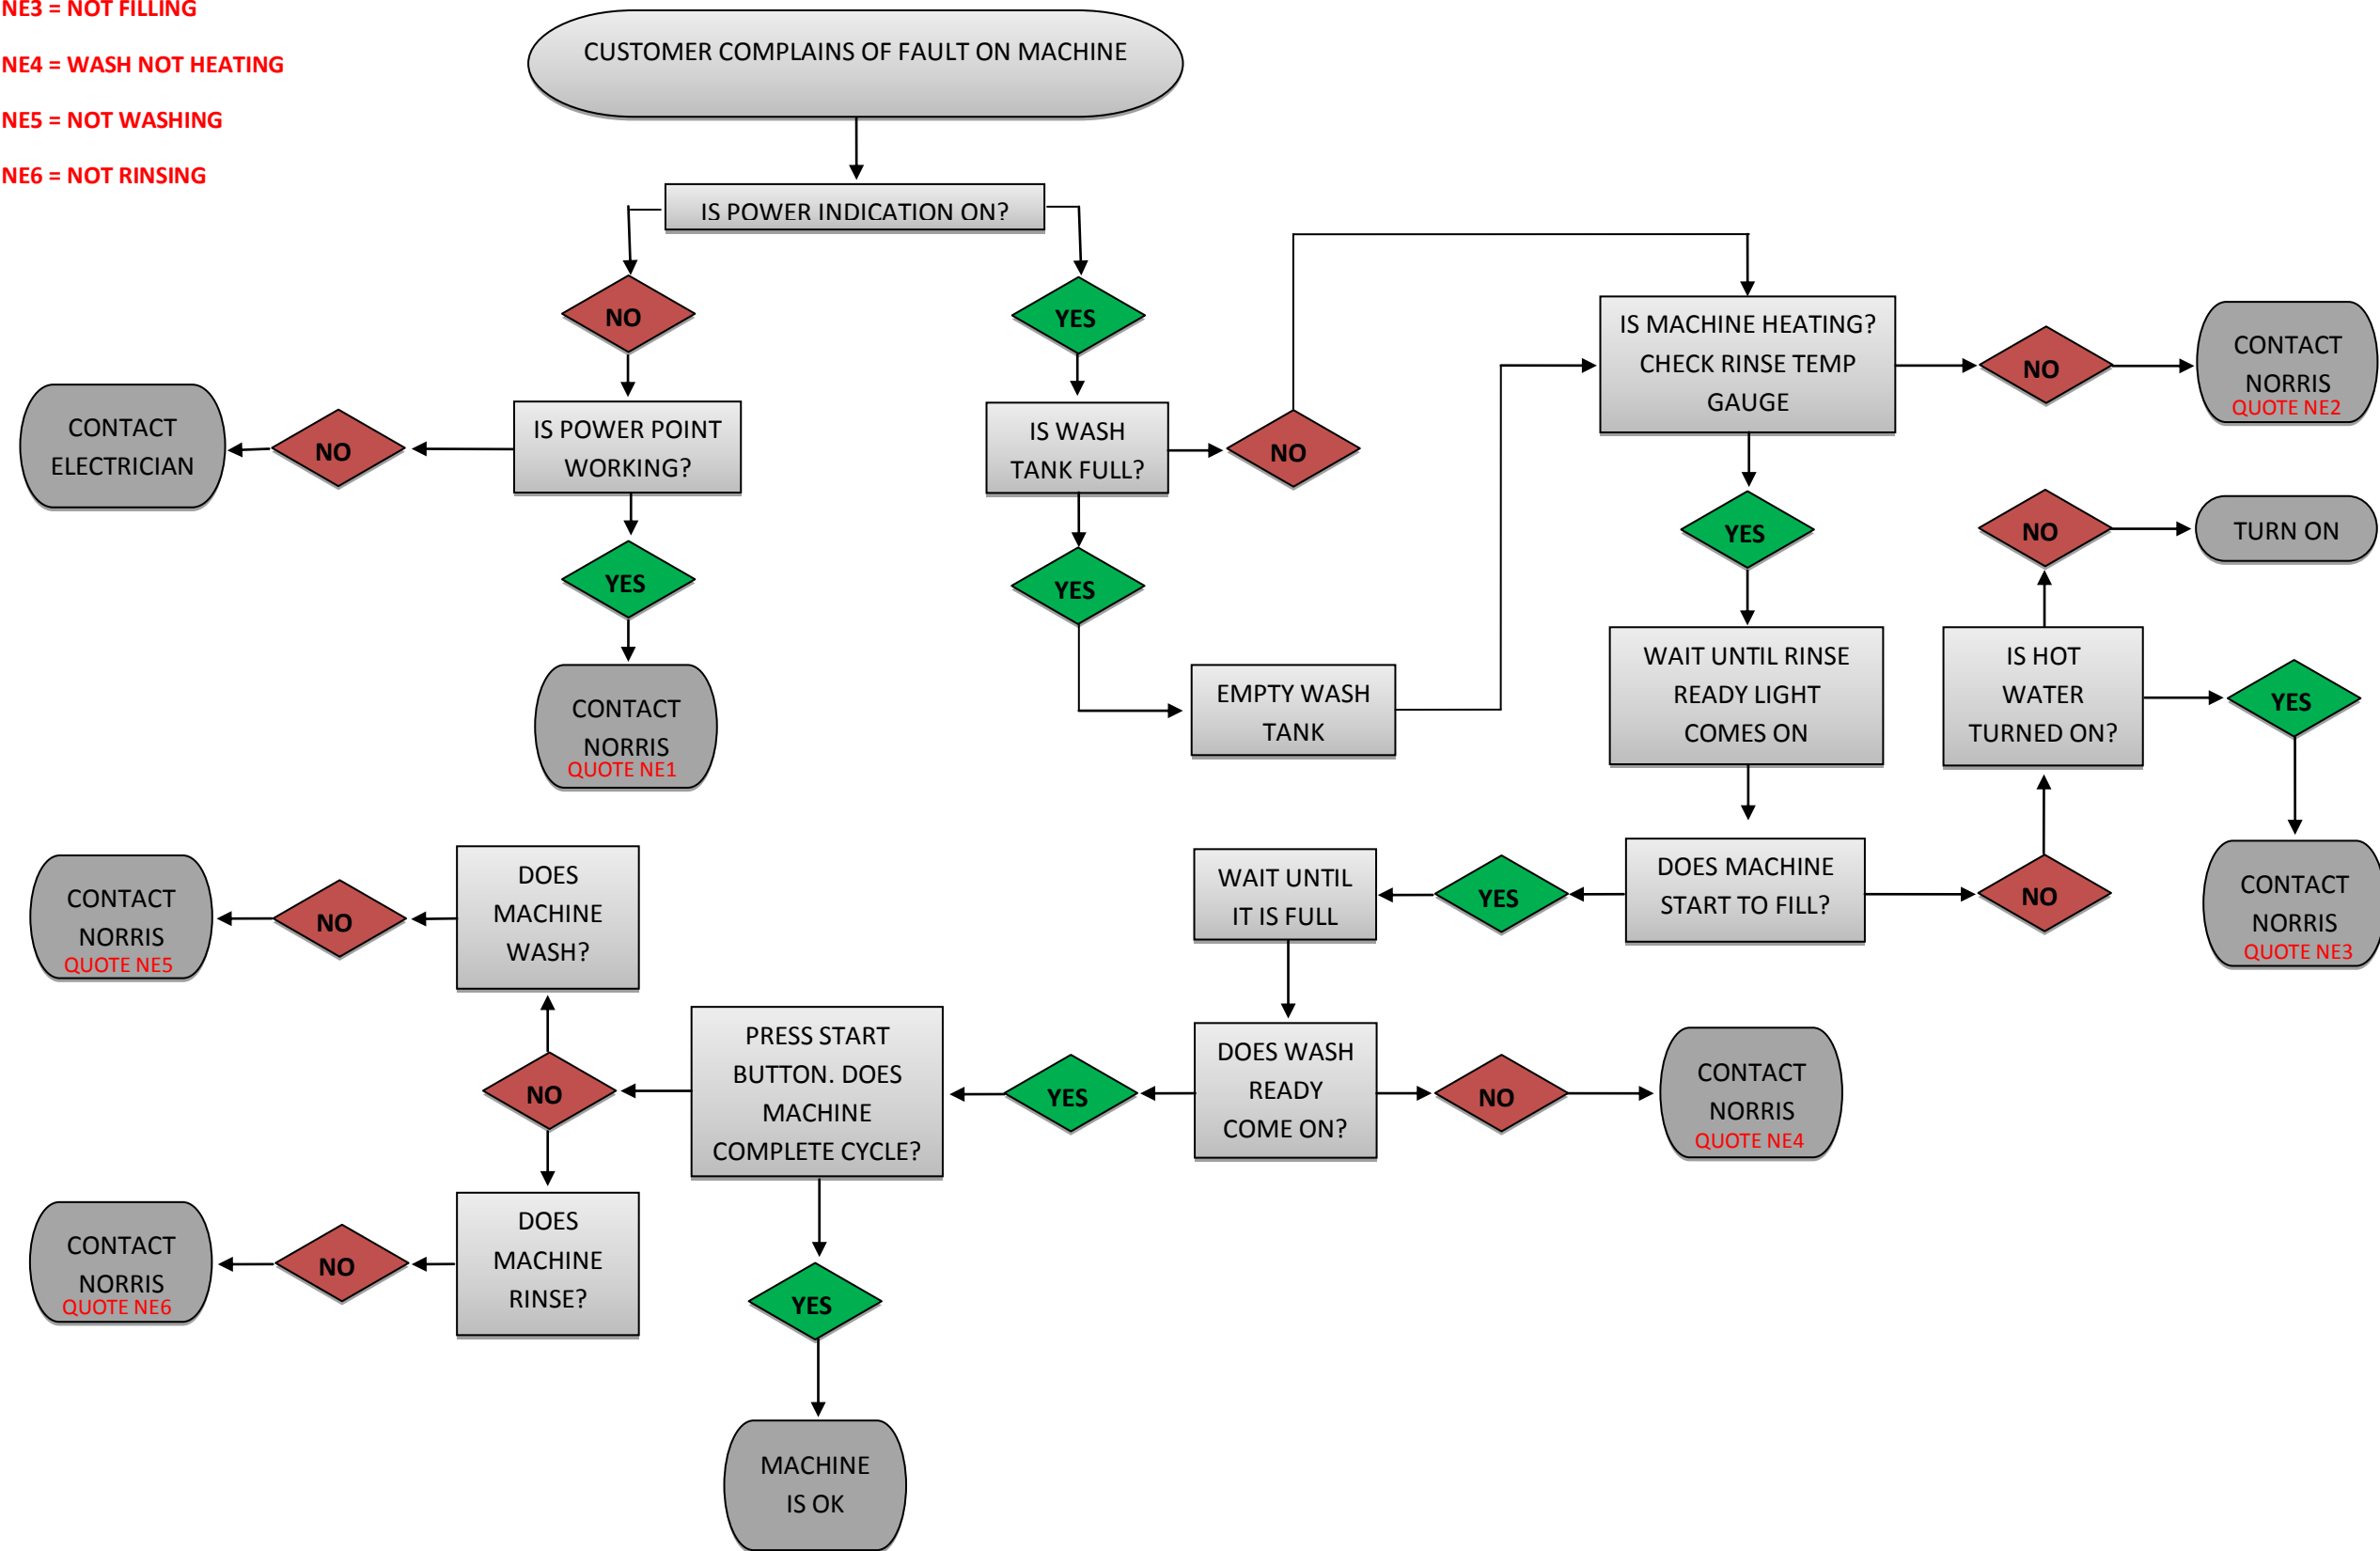 NE3 = NOT FILLING
NE4 = WASH NOT HEATING
NE5 = NOT WASHING
NE6 = NOT RINSING
CUSTOMER COMPLAINS OF FAULT ON MACHINE
IS POWER INDICATION ON?
NO
YES
IS POWER POINT
WORKING?
NO
CONTACT
ELECTRICIAN
YES
CONTACT
NORRIS
QUOTE NE1
IS WASH
TANK FULL?
NO
YES
EMPTY WASH
TANK
IS MACHINE HEATING?
CHECK RINSE TEMP
GAUGE
NO
CONTACT
NORRIS
QUOTE NE2
YES
WAIT UNTIL RINSE
READY LIGHT
COMES ON
NO
TURN ON
IS HOT
WATER
TURNED ON?
YES
CONTACT
NORRIS
QUOTE NE3
DOES MACHINE
START TO FILL?
NO
YES
WAIT UNTIL
IT IS FULL
DOES WASH
READY
COME ON?
NO
CONTACT
NORRIS
QUOTE NE4
YES
PRESS START
BUTTON. DOES
MACHINE
COMPLETE CYCLE?
NO
DOES
MACHINE
WASH?
NO
CONTACT
NORRIS
QUOTE NE5
DOES
MACHINE
RINSE?
NO
CONTACT
NORRIS
QUOTE NE6
YES
MACHINE
IS OK